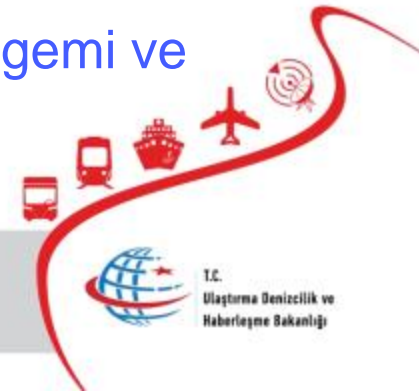 gemi ve
T.C.
Ulaştırma Denizcilik ve
Haberleşme Bakanlığı